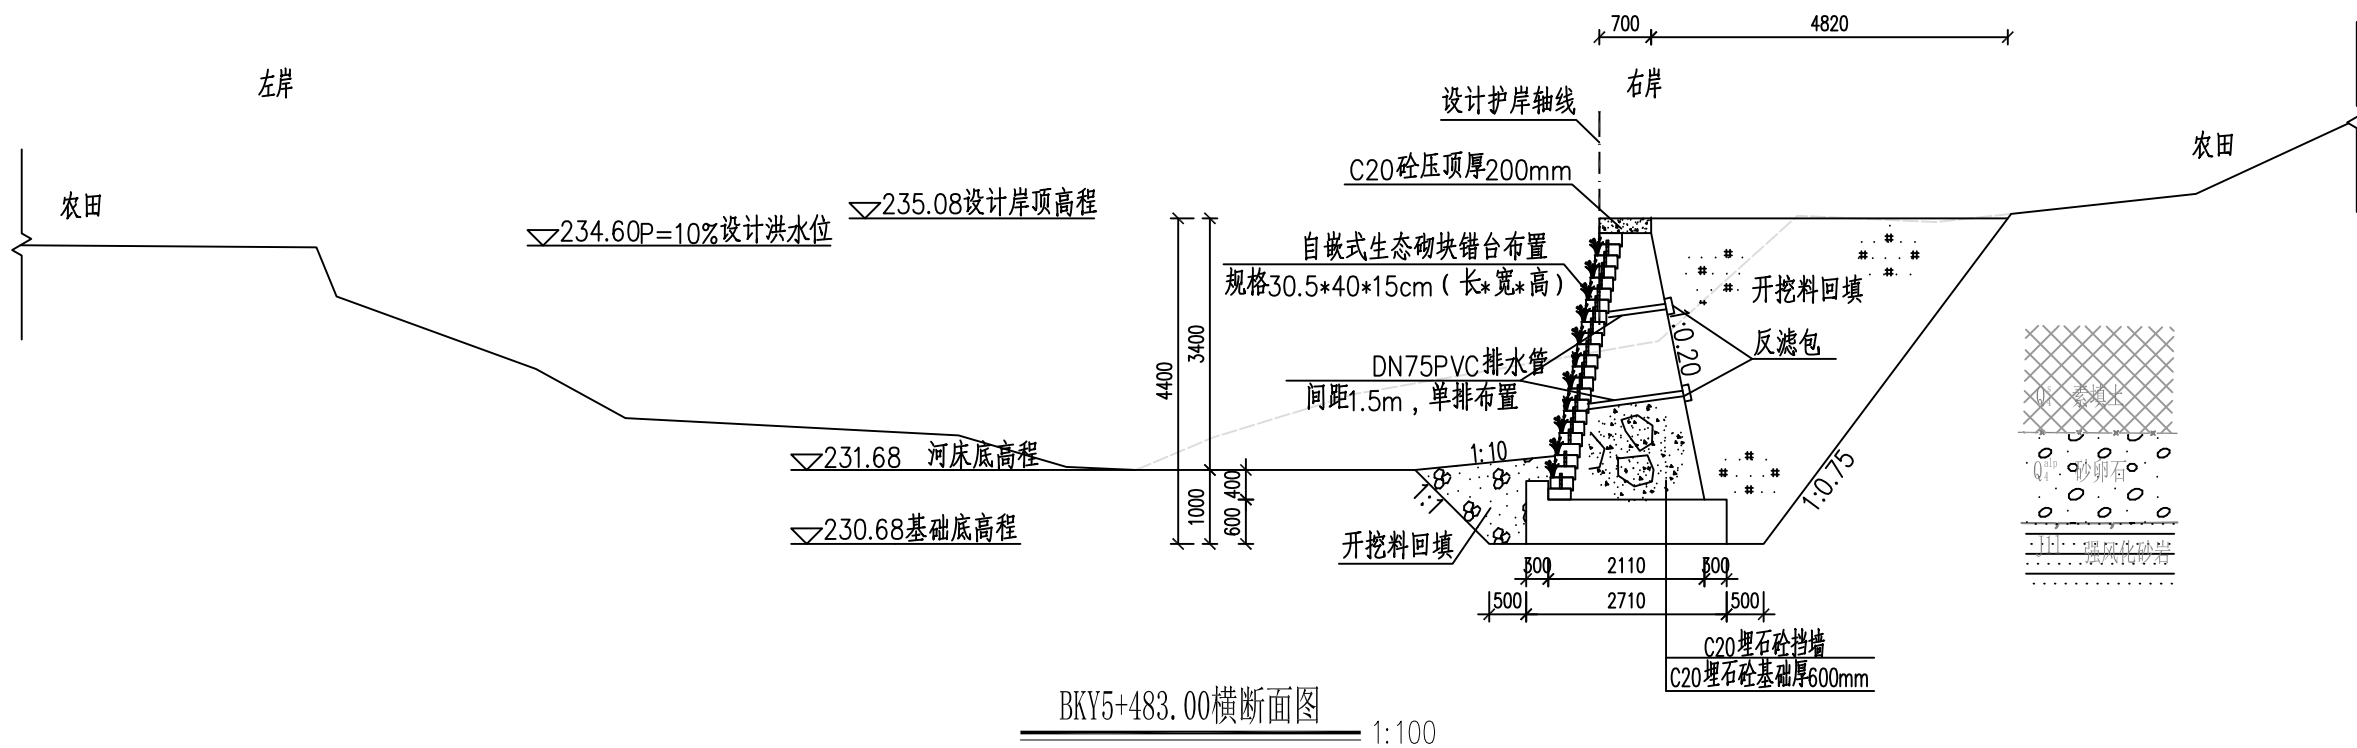 700
4820
左岸
右岸
设计护岸轴线
农田
C20砼压顶厚200mm
农田
235.08设计岸顶高程
234.60P=10%设计洪水位
自嵌式生态砌块错台布置
规格30.5*40*15cm（长*宽*高）
开挖料回填
反滤包
:0.20
DN75PVC排水管
间距1.5m，单排布置
3400
4400
Q 素填土
231.68 河床底高程
1:10
1:1
1:0.75
Q₄ᵃˡᵖ 砂卵石
400
1000
600
230.68基础底高程
开挖料回填
J1l 强风化砂岩
300
2110
300
500
2710
500
C20埋石砼挡墙
C20埋石砼基础厚600mm
BKY5+483.00横断面图
1:100